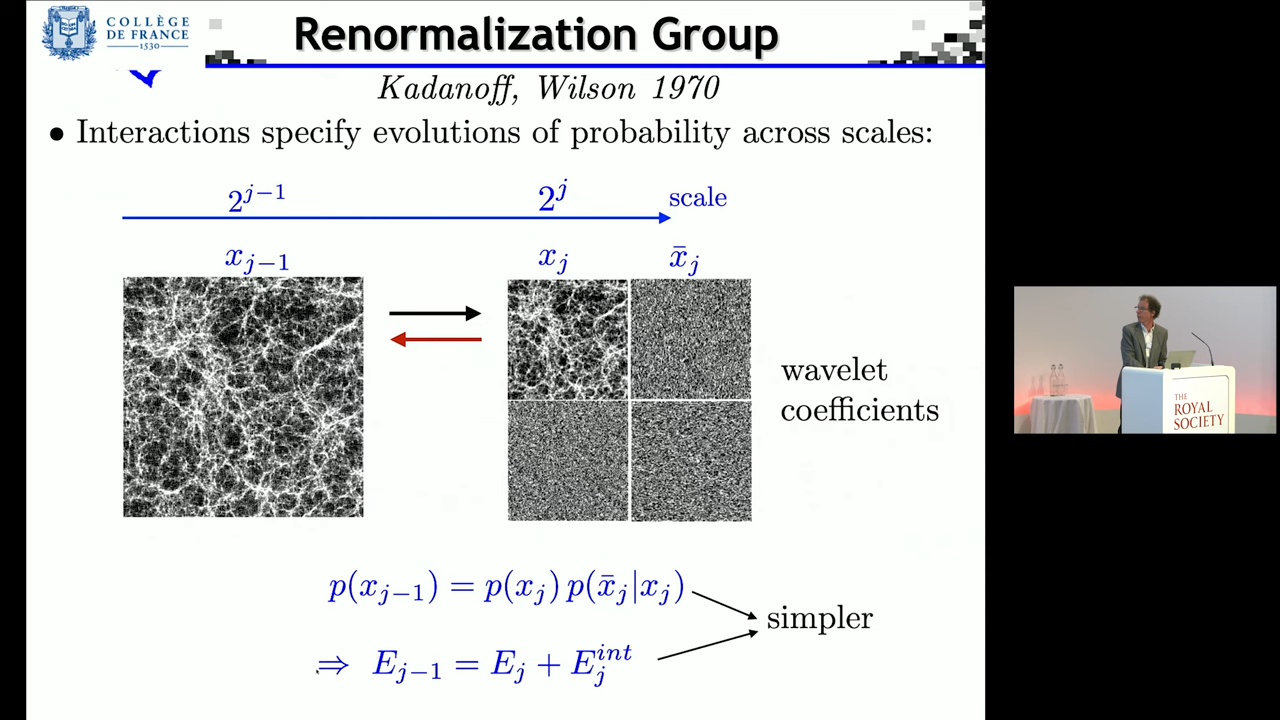 COLLÈGE
DE FRANCE
1530
Renormalization Group
Kadanoff, Wilson 1970
• Interactions specify evolutions of probability across scales:
2^{j-1} 2^j scale
x_{j-1} x_j x̄_j
wavelet
coefficients
p(x_{j-1}) = p(x_j) p(x̄_j|x_j)
simpler
⇒ E_{j-1} = E_j + E_j^{int}
THE
ROYAL
SOCIETY